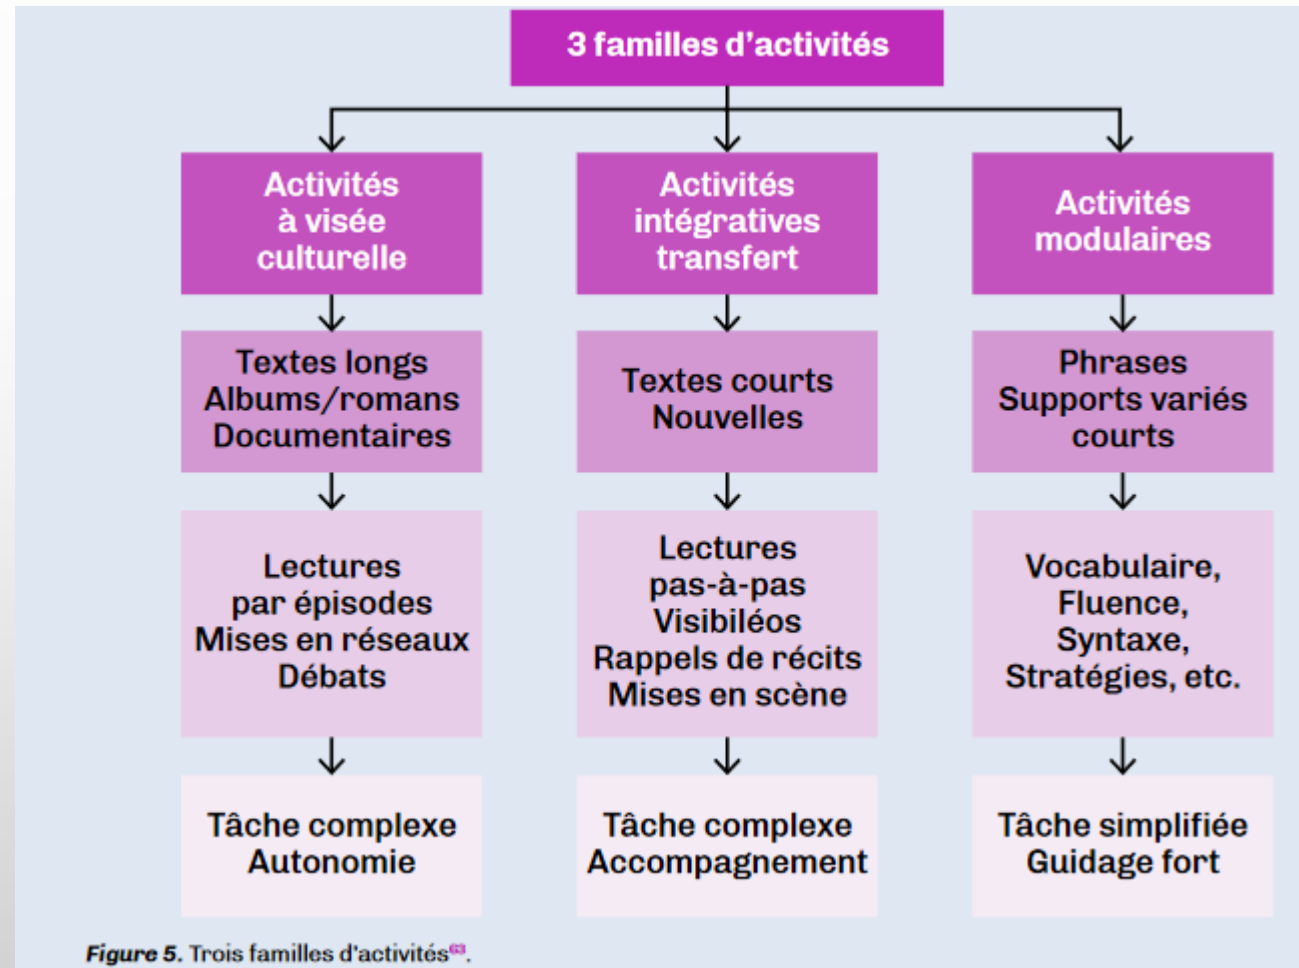 3 familles d'activités
Activités
à visée
culturelle
Textes longs
Albums/romans
Documentaires
Lectures
par épisodes
Mises en réseaux
Débats
Tâche complexe
Autonomie
Activités
intégratives
transfert
Textes courts
Nouvelles
Lectures
pas-à-pas
Visibiléos
Rappels de récits
Mises en scène
Tâche complexe
Accompagnement
Activités
modulaires
Phrases
Supports variés
courts
Vocabulaire,
Fluence,
Syntaxe,
Stratégies, etc.
Tâche simplifiée
Guidage fort
Figure 5. Trois familles d'activités63.